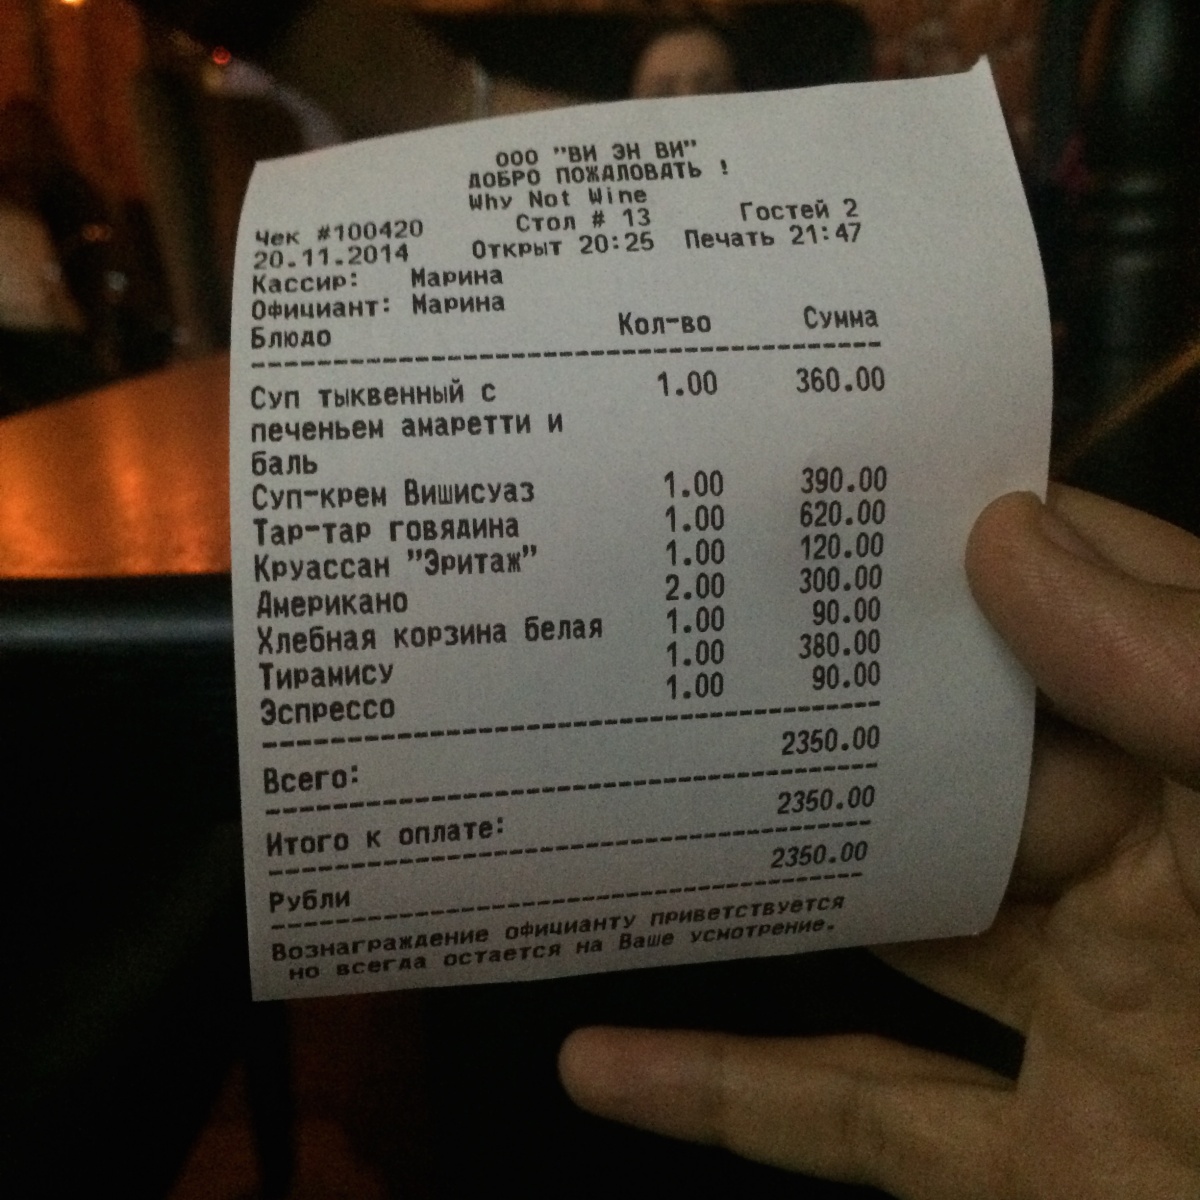 ООО "ВИ ЭН ВИ"
ДОБРО ПОЖАЛОВАТЬ !
Why Not Wine
Чек #100420 Стол # 13 Гостей 2
20.11.2014 Открыт 20:25 Печать 21:47
Кассир: Марина
Официант: Марина
Блюдо Кол-во Сумма
Суп тыквенный с 1.00 360.00
печеньем амаретти и
баль
Суп-крем Вишисуаз 1.00 390.00
Тар-тар говядина 1.00 620.00
Круассан "Эритаж" 1.00 120.00
Американо 2.00 300.00
Хлебная корзина белая 1.00 90.00
Тирамису 1.00 380.00
Эспрессо 1.00 90.00
Всего: 2350.00
Итого к оплате: 2350.00
Рубли 2350.00
Вознаграждение официанту приветствуется
но всегда остается на Ваше усмотрение.